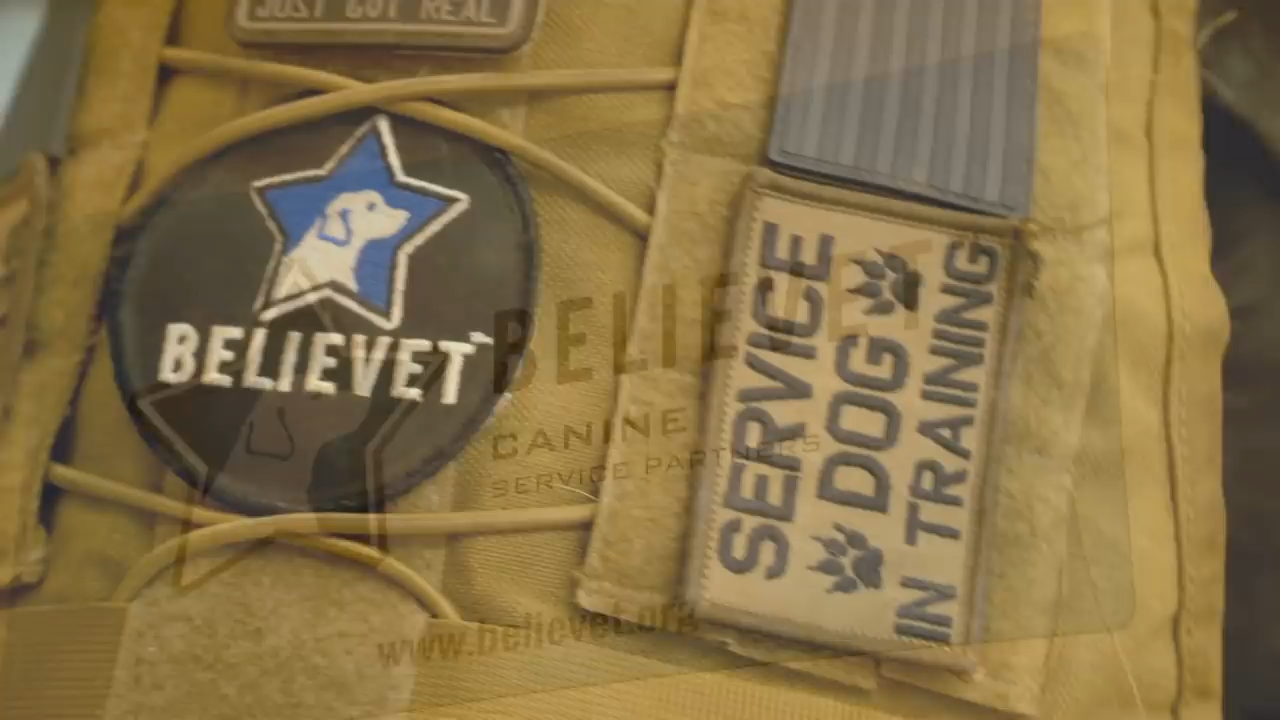 JUST GOT REAL
BELIEVET
SERVICE
DOG
IN TRAINING
BELIEVET
CANINE
SERVICE PARTNERS
www.believet.org